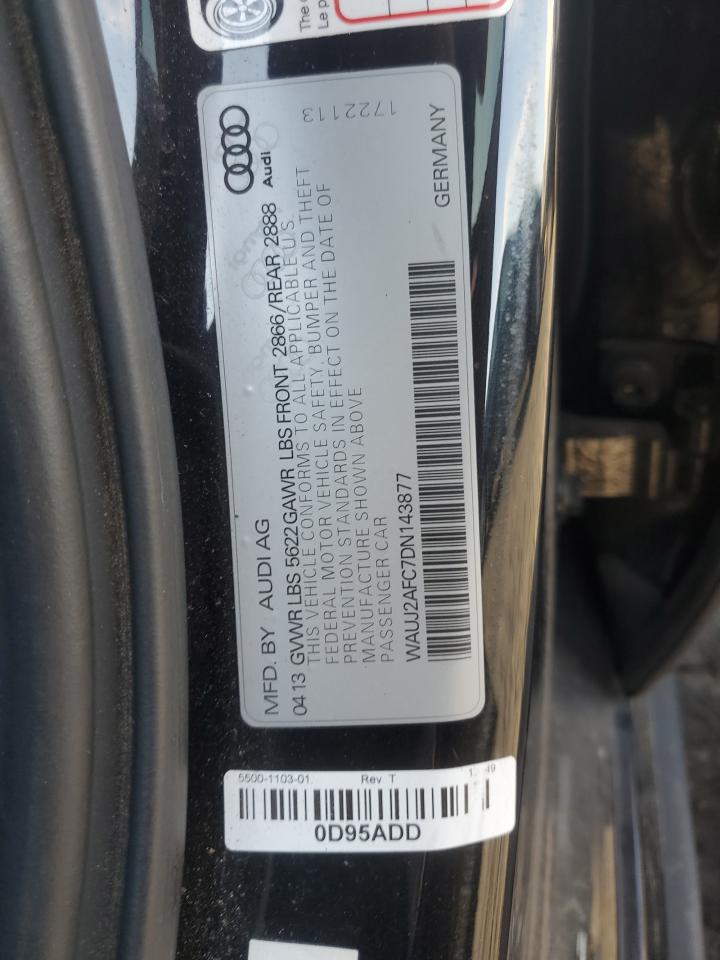 The
Le p
MFD. BY AUDI AG
Audi
04 13 GVWR LBS 5622 GAWR LBS FRONT 2866/REAR 2888
THIS VEHICLE CONFORMS TO ALL APPLICABLE U.S
FEDERAL MOTOR VEHICLE SAFETY, BUMPER AND THEFT
PREVENTION STANDARDS IN EFFECT ON THE DATE OF
MANUFACTURE SHOWN ABOVE
PASSENGER CAR
WAUJ2AFC7DN143877
GERMANY
172113
5500-1103-01
Rev T
0D95ADD